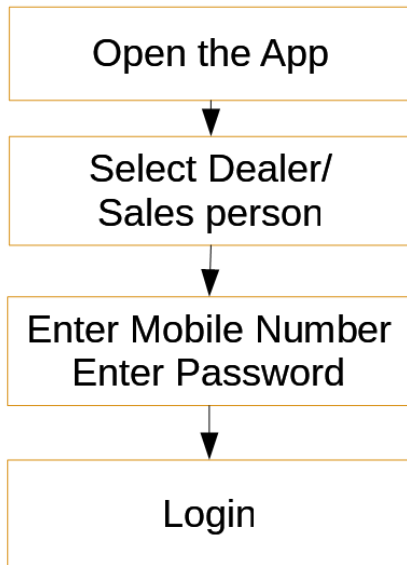 Open the App
Select Dealer/
Sales person
Enter Mobile Number
Enter Password
Login